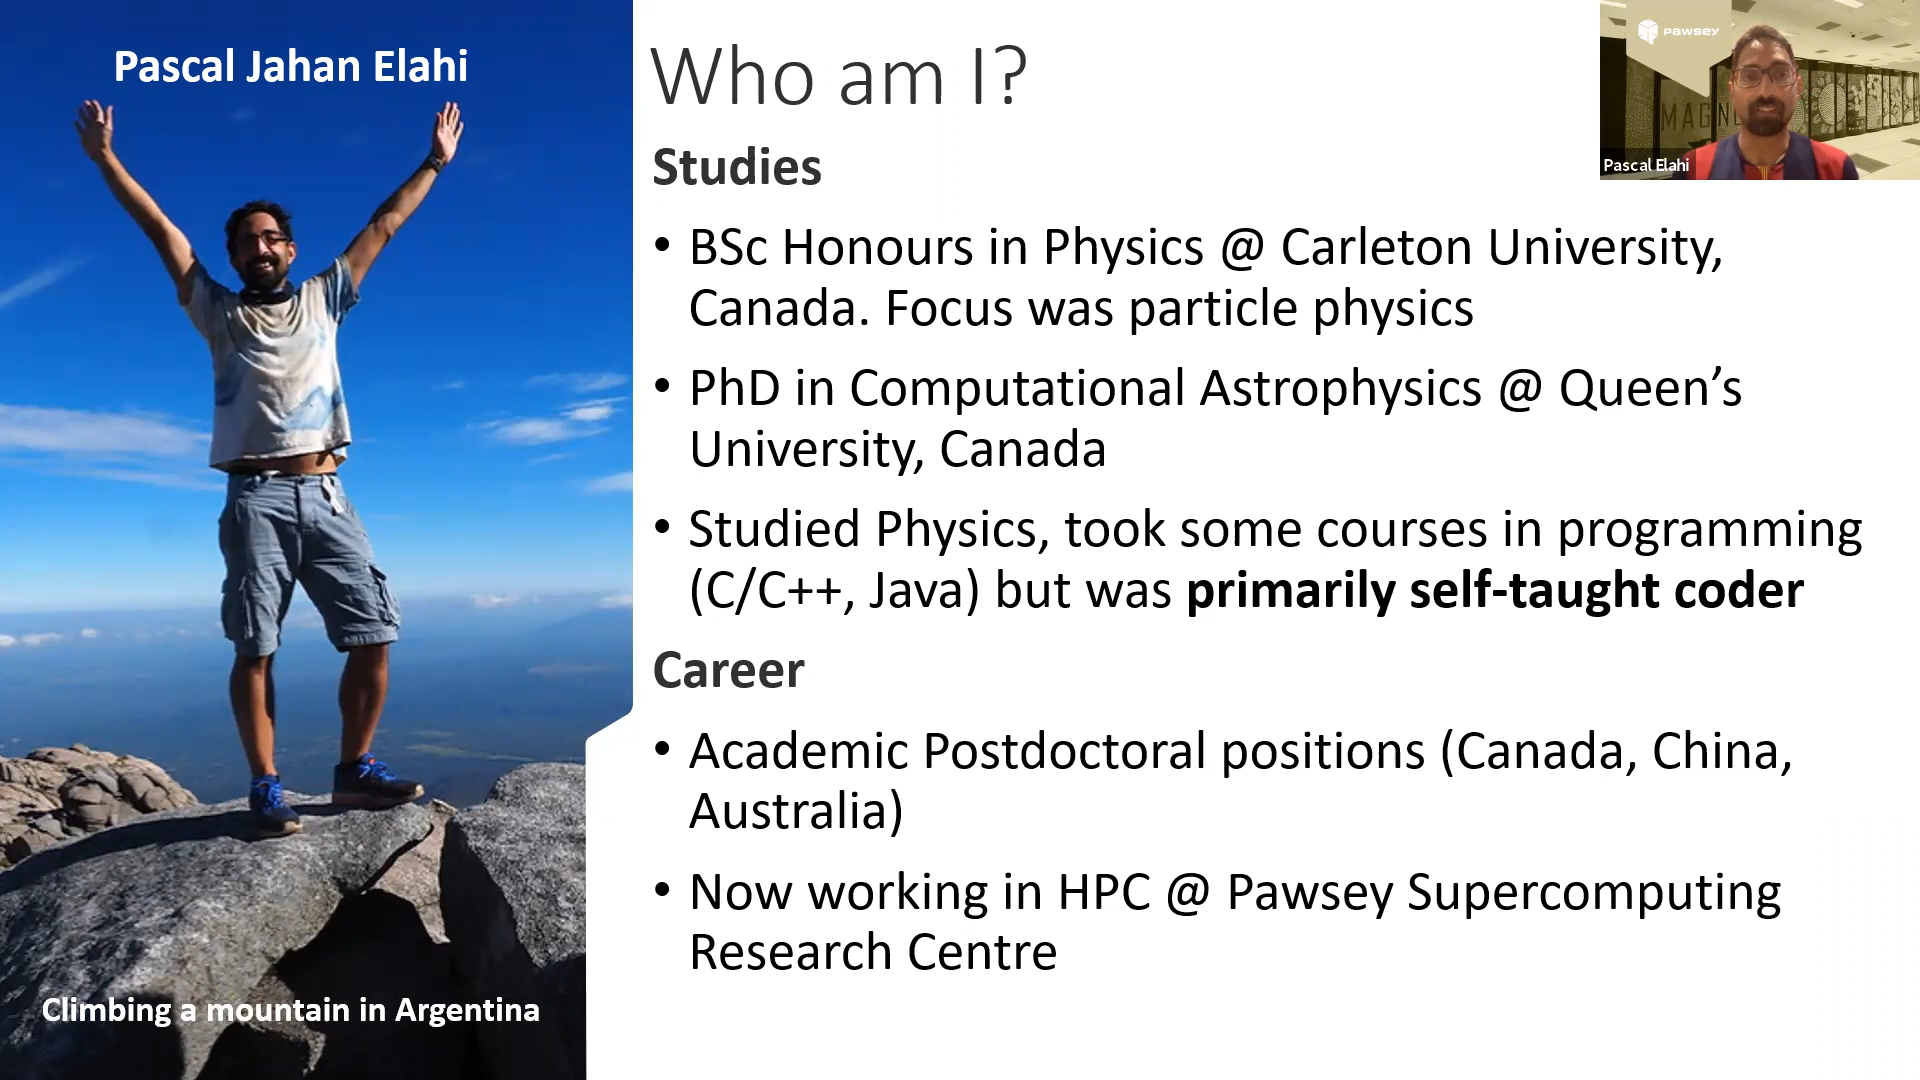 Pascal Jahan Elahi
Who am I?
Studies
• BSc Honours in Physics @ Carleton University,
Canada. Focus was particle physics
• PhD in Computational Astrophysics @ Queen’s
University, Canada
• Studied Physics, took some courses in programming
(C/C++, Java) but was primarily self-taught coder
Career
• Academic Postdoctoral positions (Canada, China,
Australia)
• Now working in HPC @ Pawsey Supercomputing
Research Centre
Climbing a mountain in Argentina
PAWSEY
Pascal Elahi